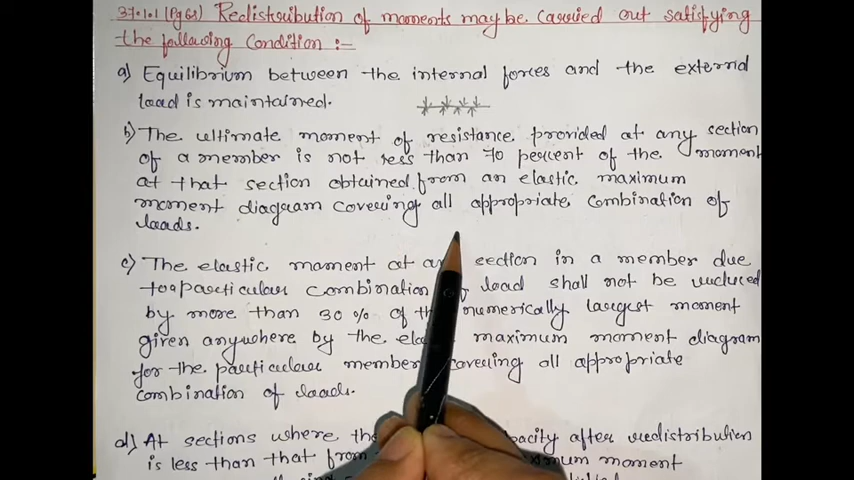 37.1.1 (Pg 68) Redistribution of moments may be carried out satisfying
the following Condition :-
a) Equilibrium between the internal forces and the external
load is maintained.
b) The ultimate moment of resistance provided at any section
of a member is not less than 70 percent of the moment
at that section obtained from an elastic maximum
moment diagram covering all appropriate combination of
loads.
c) The elastic moment at any section in a member due
to a particular combination of load shall not be reduced
by more than 30% of the numerically largest moment
given anywhere by the elastic maximum moment diagram
for the particular member covering all appropriate
combination of loads.
d) At sections where the capacity after redistribution
is less than that from maximum moment